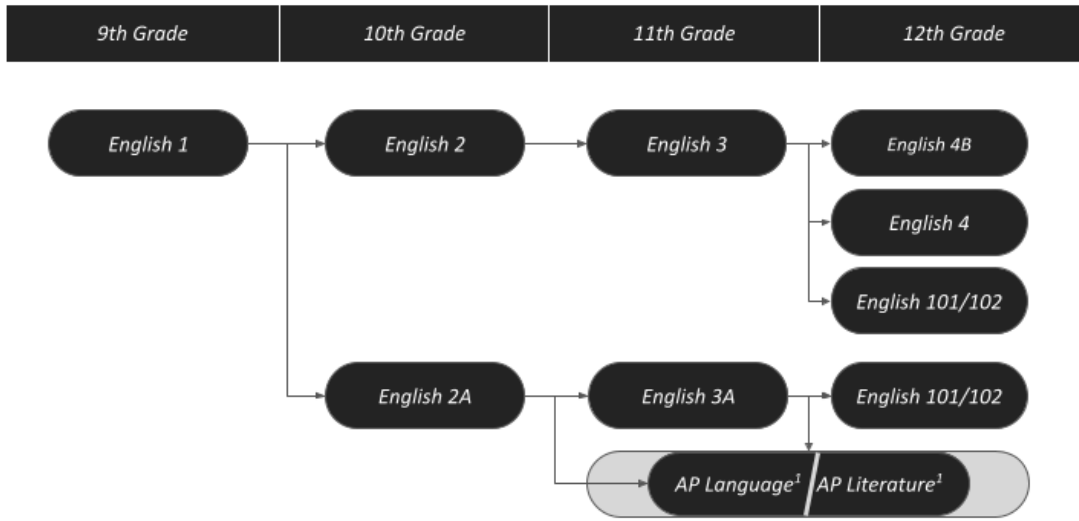 9th Grade 10th Grade 11th Grade 12th Grade
English 1 English 2 English 3 English 4B
English 4
English 101/102
English 2A English 3A English 101/102
AP Language¹ AP Literature¹